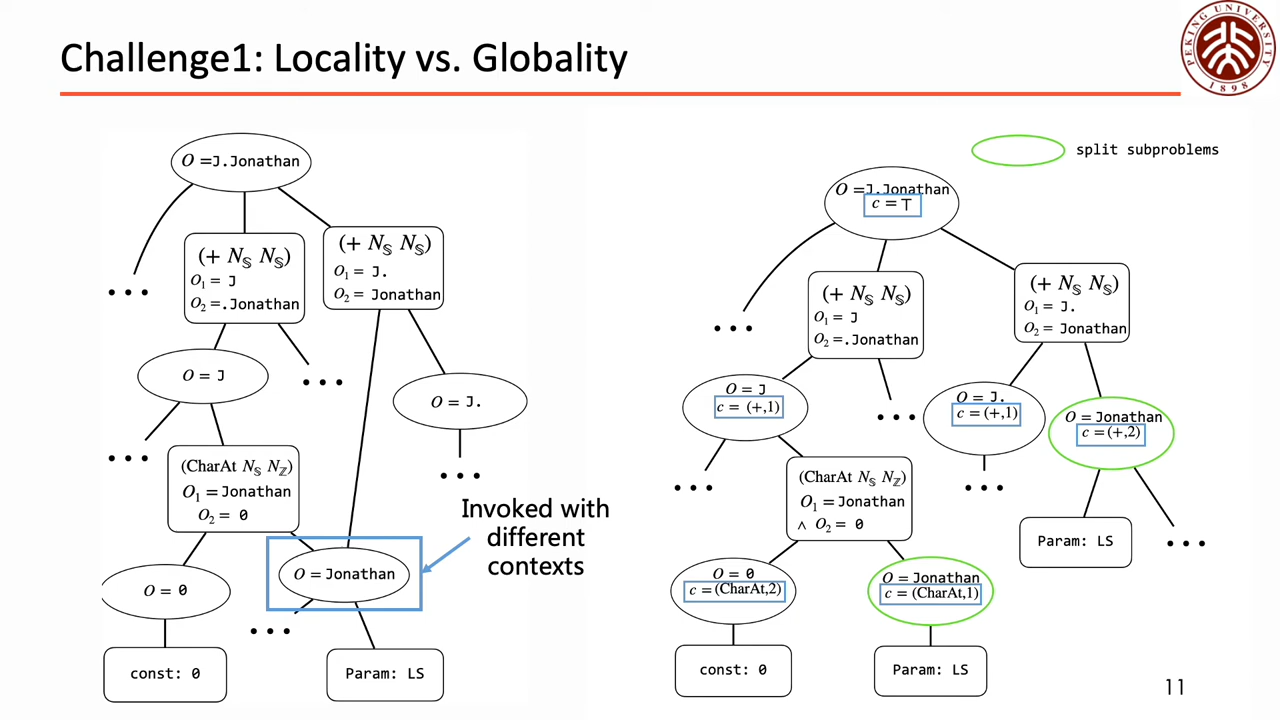 Challenge1: Locality vs. Globality
PEKING UNIVERSITY
1898
O =J.Jonathan
(+ N𝕊 N𝕊)
O₁ = J
O₂ =.Jonathan
(+ N𝕊 N𝕊)
O₁ = J.
O₂ = Jonathan
...
O = J
...
O = J.
...
(CharAt N𝕊 Nℤ)
O₁ =Jonathan
O₂ = 0
...
Invoked with
different
contexts
O = 0
O = Jonathan
...
const: 0
Param: LS
split subproblems
O =J.Jonathan
c = ⊤
(+ N𝕊 N𝕊)
O₁ = J
O₂ =.Jonathan
(+ N𝕊 N𝕊)
O₁ = J.
O₂ = Jonathan
...
O = J
c = (+,1)
...
O = J.
c = (+,1)
O = Jonathan
c = (+,2)
...
(CharAt N𝕊 Nℤ)
O₁ =Jonathan
∧ O₂ = 0
...
Param: LS
...
O = 0
c = (CharAt,2)
O = Jonathan
c = (CharAt,1)
const: 0
Param: LS
11